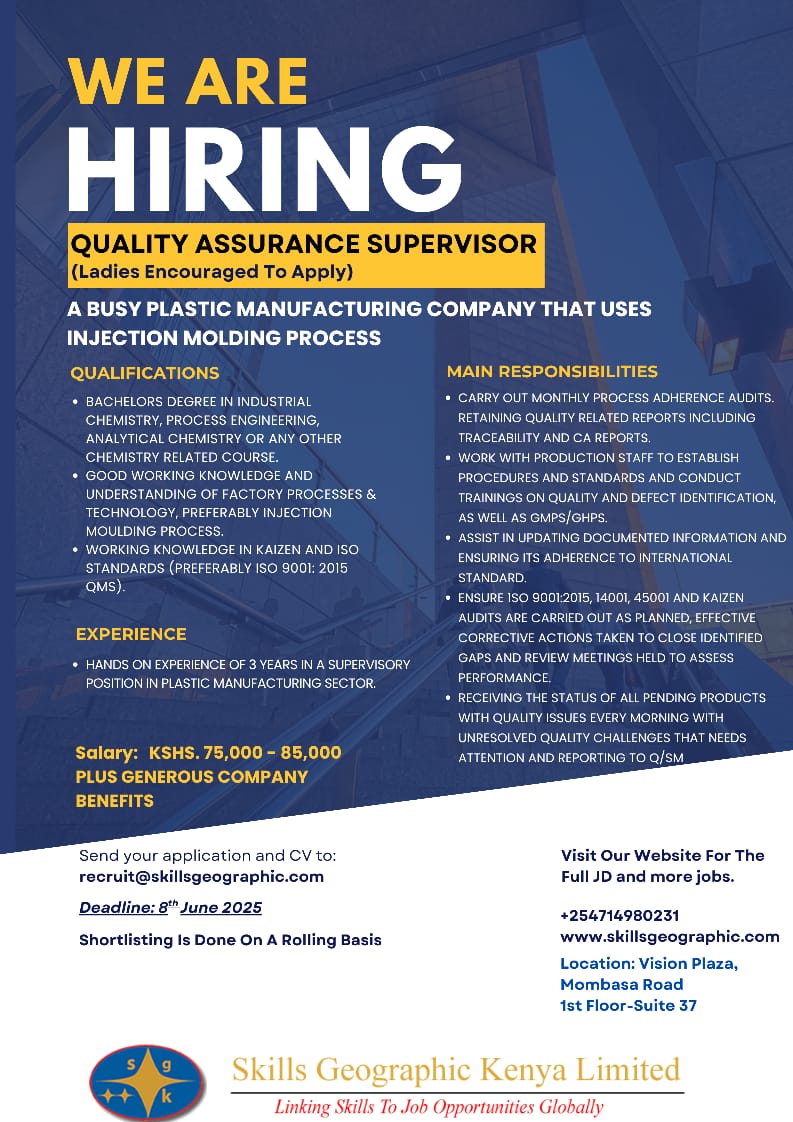 WE ARE
HIRING
QUALITY ASSURANCE SUPERVISOR
(Ladies Encouraged To Apply)
A BUSY PLASTIC MANUFACTURING COMPANY THAT USES
INJECTION MOLDING PROCESS
QUALIFICATIONS
• BACHELORS DEGREE IN INDUSTRIAL
CHEMISTRY, PROCESS ENGINEERING,
ANALYTICAL CHEMISTRY OR ANY OTHER
CHEMISTRY RELATED COURSE.
• GOOD WORKING KNOWLEDGE AND
UNDERSTANDING OF FACTORY PROCESSES &
TECHNOLOGY, PREFERABLY INJECTION
MOULDING PROCESS.
• WORKING KNOWLEDGE IN KAIZEN AND ISO
STANDARDS (PREFERABLY ISO 9001: 2015
QMS).
EXPERIENCE
• HANDS ON EXPERIENCE OF 3 YEARS IN A SUPERVISORY
POSITION IN PLASTIC MANUFACTURING SECTOR.
Salary: KSHS. 75,000 - 85,000
PLUS GENEROUS COMPANY
BENEFITS
MAIN RESPONSIBILITIES
• CARRY OUT MONTHLY PROCESS ADHERENCE AUDITS.
RETAINING QUALITY RELATED REPORTS INCLUDING
TRACEABILITY AND CA REPORTS.
• WORK WITH PRODUCTION STAFF TO ESTABLISH
PROCEDURES AND STANDARDS AND CONDUCT
TRAININGS ON QUALITY AND DEFECT IDENTIFICATION,
AS WELL AS GMPS/GHPS.
• ASSIST IN UPDATING DOCUMENTED INFORMATION AND
ENSURING ITS ADHERENCE TO INTERNATIONAL
STANDARD.
• ENSURE 1SO 9001:2015, 14001, 45001 AND KAIZEN
AUDITS ARE CARRIED OUT AS PLANNED, EFFECTIVE
CORRECTIVE ACTIONS TAKEN TO CLOSE IDENTIFIED
GAPS AND REVIEW MEETINGS HELD TO ASSESS
PERFORMANCE.
• RECEIVING THE STATUS OF ALL PENDING PRODUCTS
WITH QUALITY ISSUES EVERY MORNING WITH
UNRESOLVED QUALITY CHALLENGES THAT NEEDS
ATTENTION AND REPORTING TO Q/SM
Send your application and CV to:
recruit@skillsgeographic.com
Deadline: 8th June 2025
Shortlisting Is Done On A Rolling Basis
Visit Our Website For The
Full JD and more jobs.
+254714980231
www.skillsgeographic.com
Location: Vision Plaza,
Mombasa Road
1st Floor-Suite 37
s g
k
Skills Geographic Kenya Limited
Linking Skills To Job Opportunities Globally